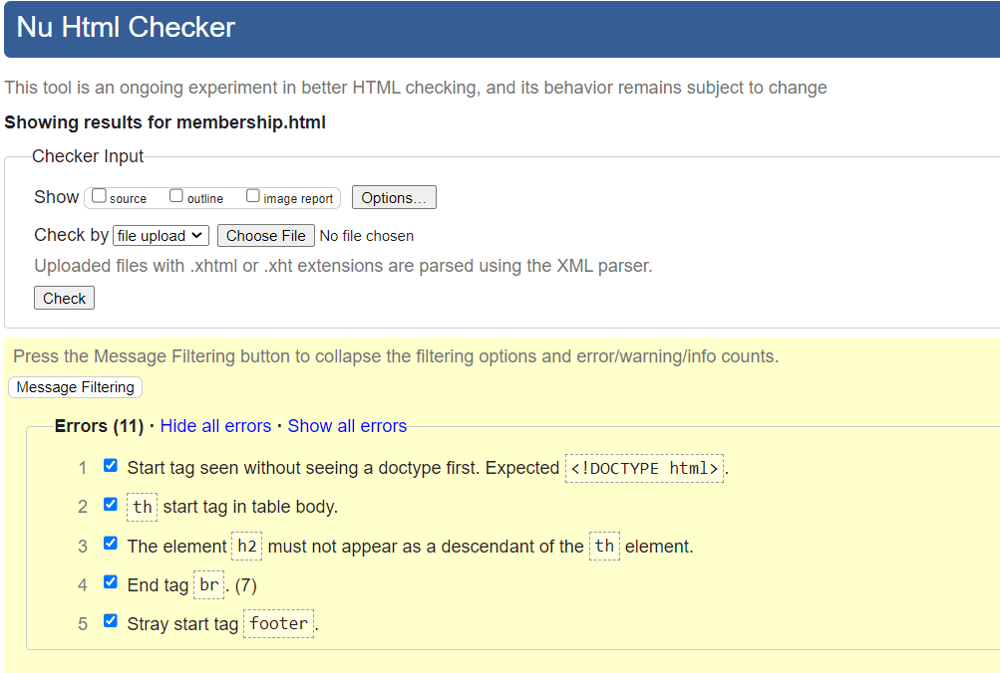 Nu Html Checker
This tool is an ongoing experiment in better HTML checking, and its behavior remains subject to change
Showing results for membership.html
Checker Input
Show source outline image report Options...
Check by file upload Choose File No file chosen
Uploaded files with .xhtml or .xht extensions are parsed using the XML parser.
Check
Press the Message Filtering button to collapse the filtering options and error/warning/info counts.
Message Filtering
Errors (11) · Hide all errors · Show all errors
1 Start tag seen without seeing a doctype first. Expected <!DOCTYPE html>.
2 th start tag in table body.
3 The element h2 must not appear as a descendant of the th element.
4 End tag br. (7)
5 Stray start tag footer.